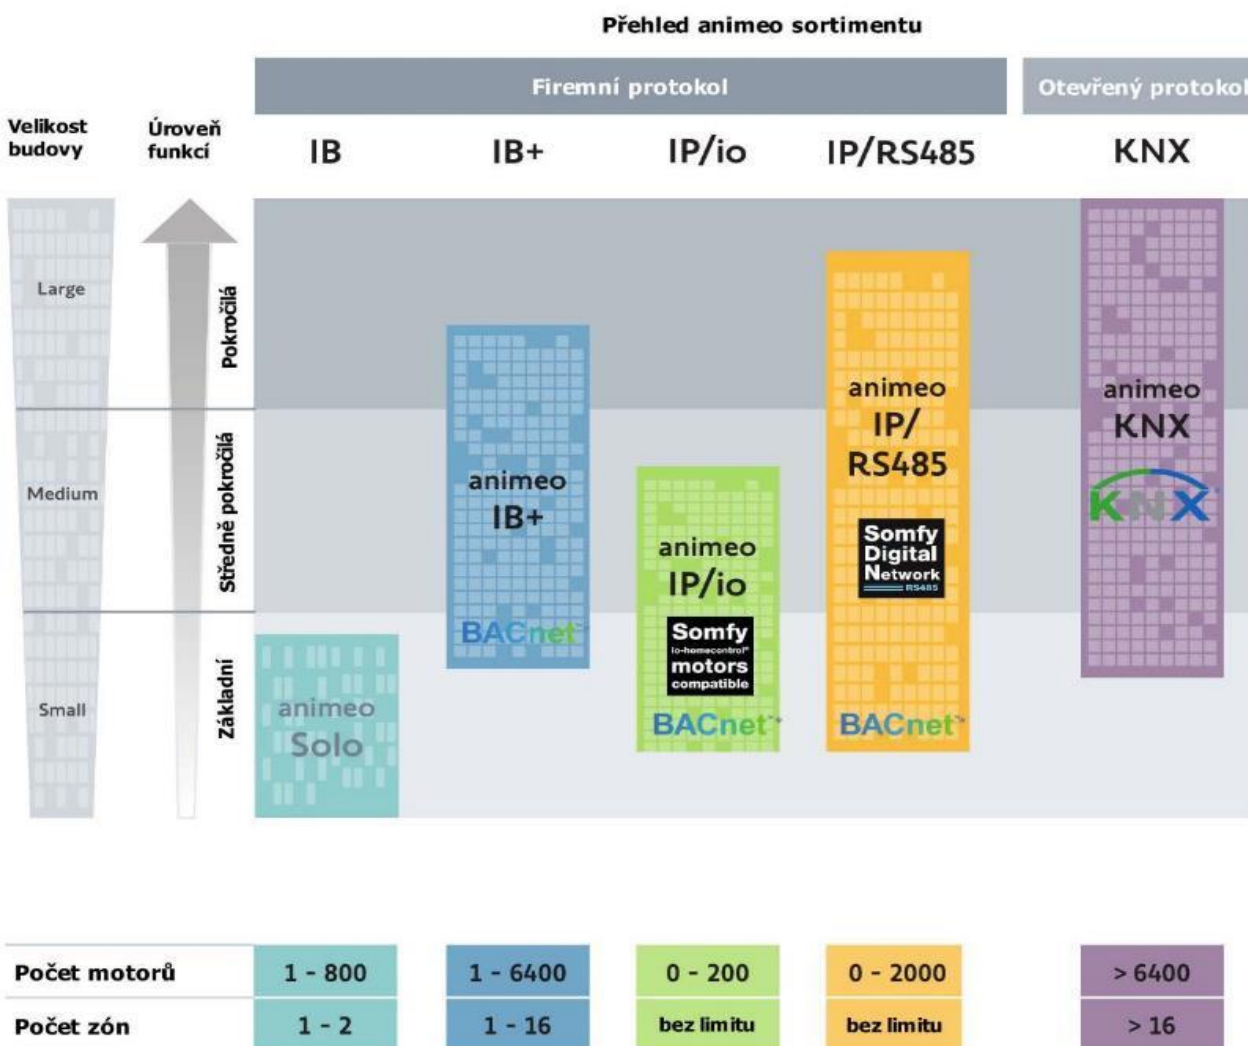 Přehled animeo sortimentu
Firemní protokol
Otevřený protokol
Velikost
budovy
Úroveň
funkcí
IB
IB+
IP/io
IP/RS485
KNX
Large
Medium
Small
Pokročilá
Středně pokročilá
Základní
animeo
Solo
animeo
IB+
BACnet™
animeo
IP/io
Somfy
io-homecontrol®
motors
compatible
BACnet™
animeo
IP/
RS485
Somfy
Digital
Network
RS485
BACnet™
animeo
KNX
KNX
Počet motorů 1 - 800 1 - 6400 0 - 200 0 - 2000 > 6400
Počet zón 1 - 2 1 - 16 bez limitu bez limitu > 16